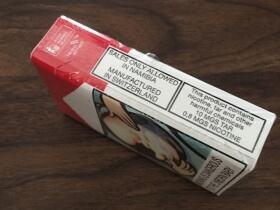 SALES ONLY ALLOWED
IN NAMIBIA
MANUFACTURED
IN SWITZERLAND
This product contains
nicotine, tar and other
harmful chemicals
10 MGS TAR
0,8 MGS NICOTINE